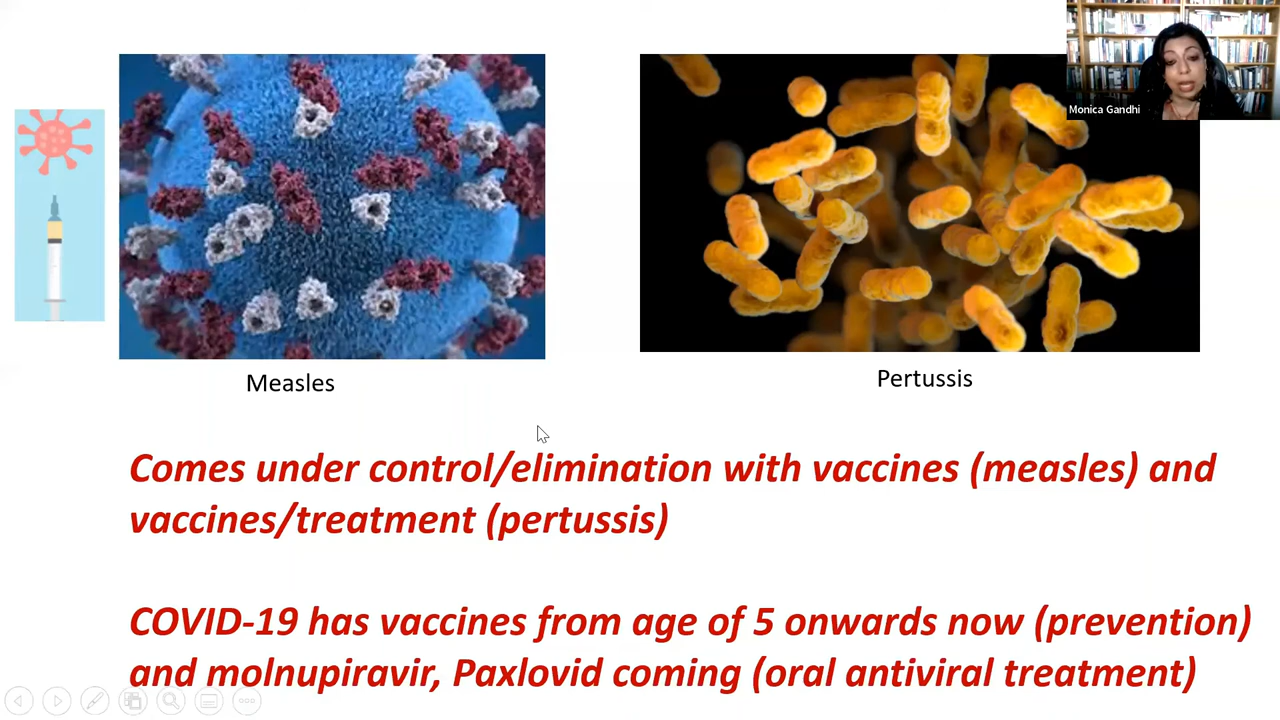 Monica Gandhi
Measles
Pertussis
Comes under control/elimination with vaccines (measles) and
vaccines/treatment (pertussis)
COVID-19 has vaccines from age of 5 onwards now (prevention)
and molnupiravir, Paxlovid coming (oral antiviral treatment)